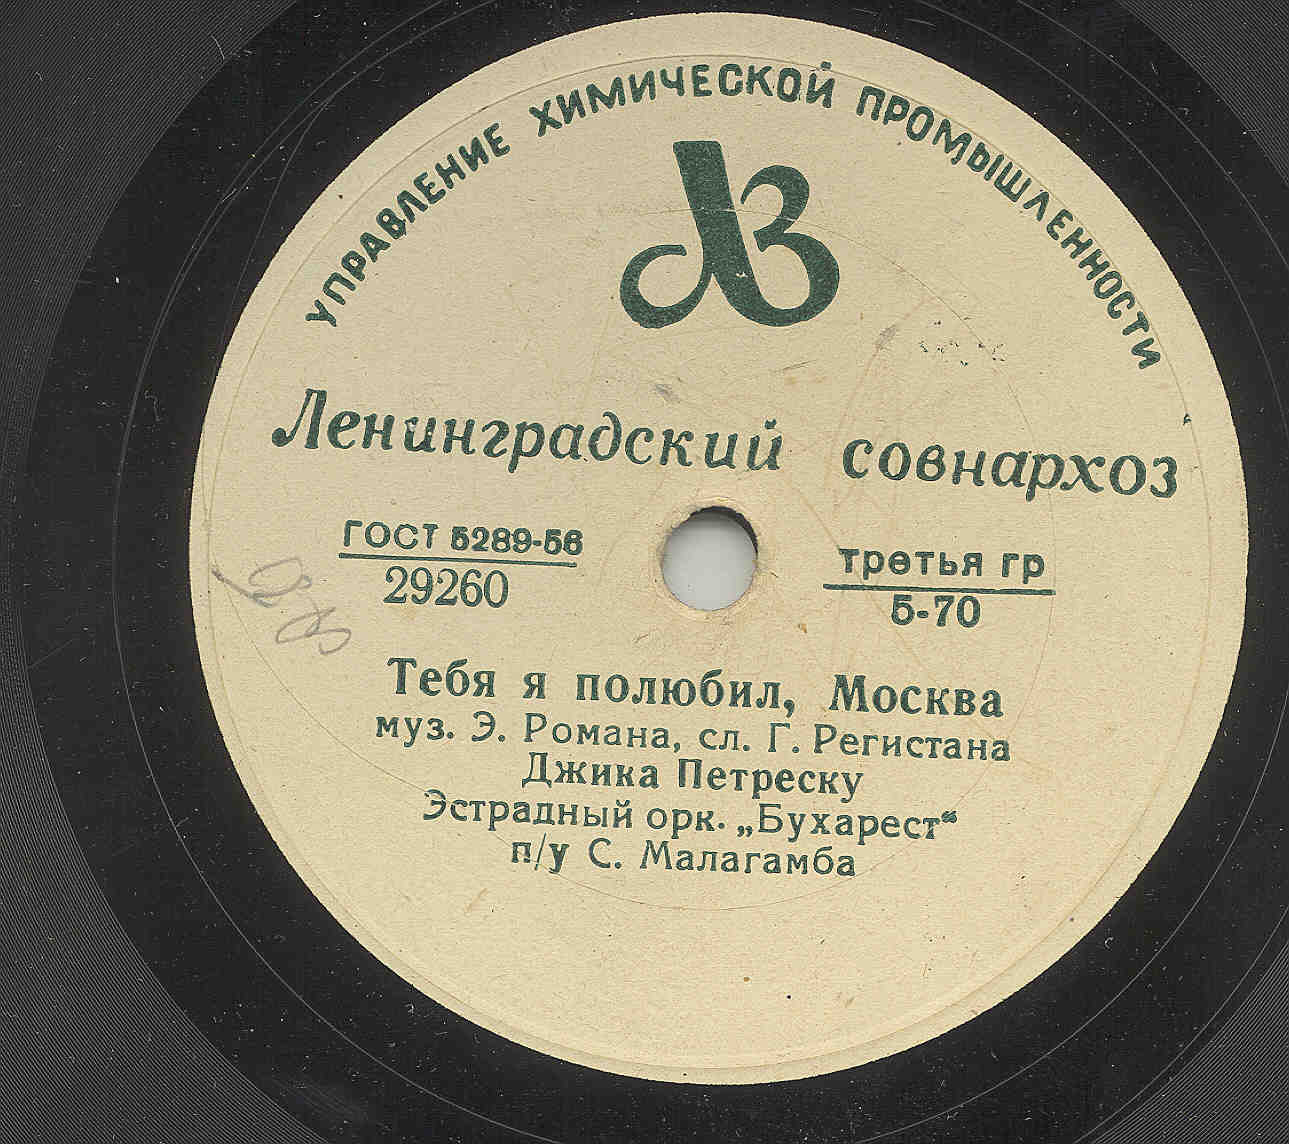 УПРАВЛЕНИЕ ХИМИЧЕСКОЙ ПРОМЫШЛЕННОСТИ
ЛЗ
Ленинградский совнархоз
ГОСТ 5289-56
29260
третья гр
5-70
Тебя я полюбил, Москва
муз. Э. Романа, сл. Г. Регистана
Джика Петреску
Эстрадный орк. „Бухарест“
п/у С. Малагамба